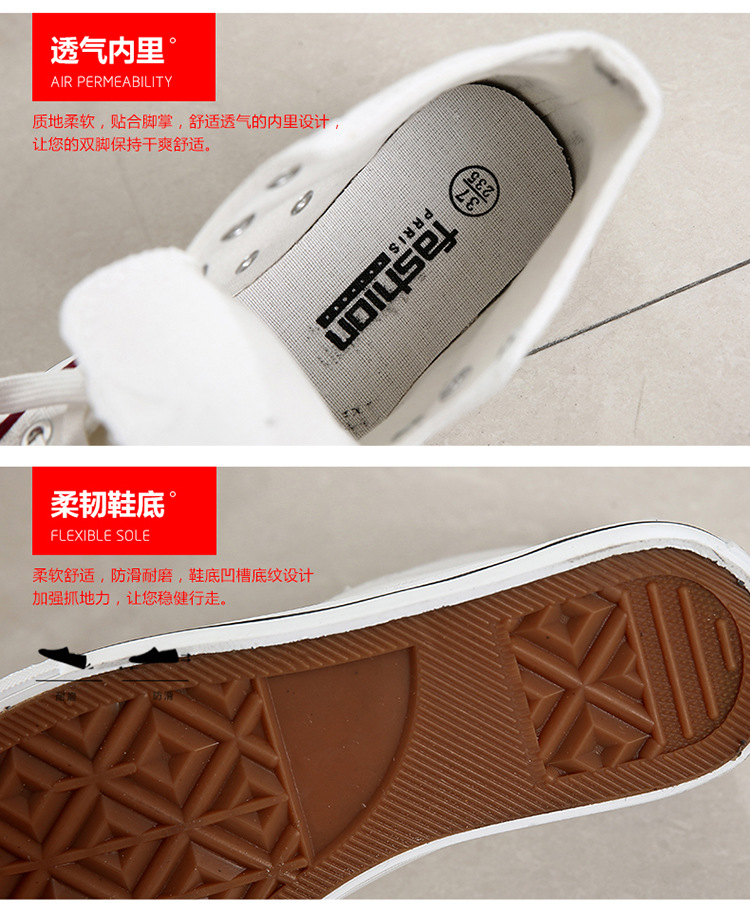 透气内里°
AIR PERMEABILITY
质地柔软，贴合脚掌，舒适透气的内里设计，
让您的双脚保持干爽舒适。
37
235
fashion
PRRIS
柔韧鞋底°
FLEXIBLE SOLE
柔软舒适，防滑耐磨，鞋底凹槽底纹设计
加强抓地力，让您稳健行走。
防滑